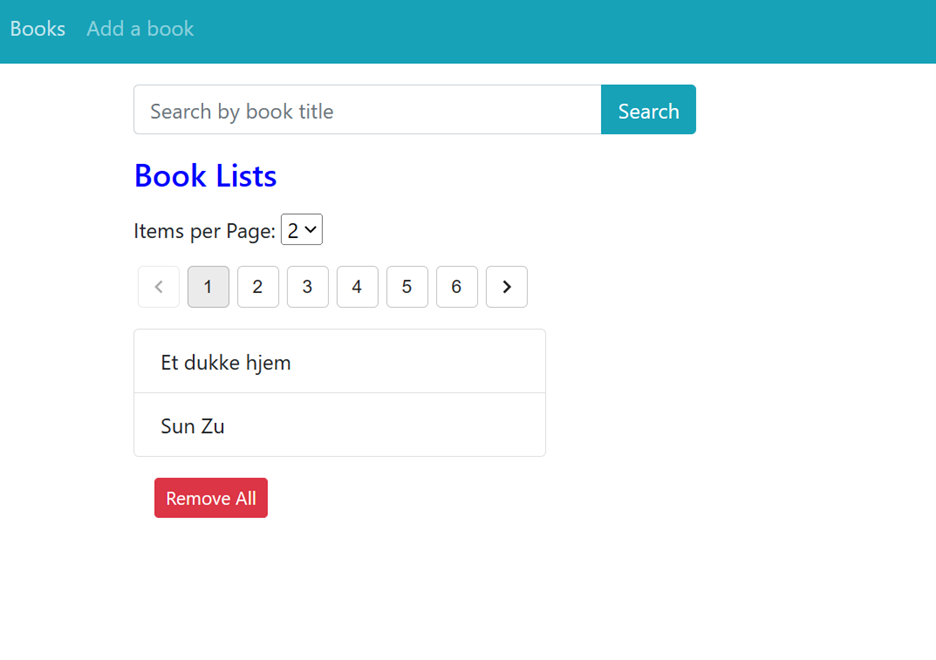 Books Add a book
Search by book title Search
Book Lists
Items per Page: 2
1 2 3 4 5 6
Et dukke hjem
Sun Zu
Remove All